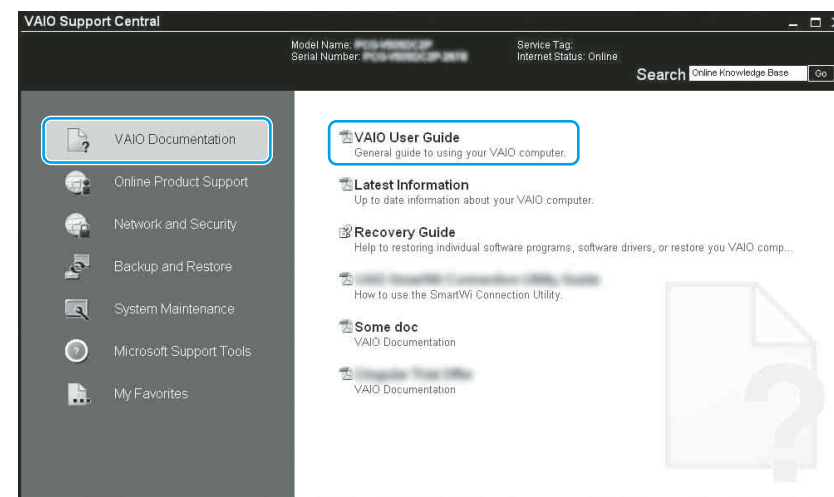 VAIO Support Central
Model Name:
Service Tag:
Serial Number:
Internet Status: Online
Search Online Knowledge Base Go
VAIO Documentation
Online Product Support
Network and Security
Backup and Restore
System Maintenance
Microsoft Support Tools
My Favorites
VAIO User Guide
General guide to using your VAIO computer.
Latest Information
Up to date information about your VAIO computer.
Recovery Guide
Help to restoring individual software programs, software drivers, or restore you VAIO comp...
How to use the SmartWi Connection Utility.
Some doc
VAIO Documentation
VAIO Documentation